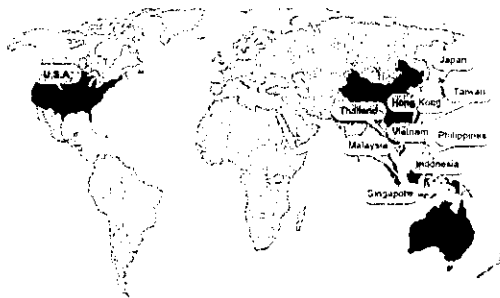 U.S.A.
Japan
Taiwan
Hong Kong
Thailand
Vietnam
Philippines
Malaysia
Indonesia
Singapore